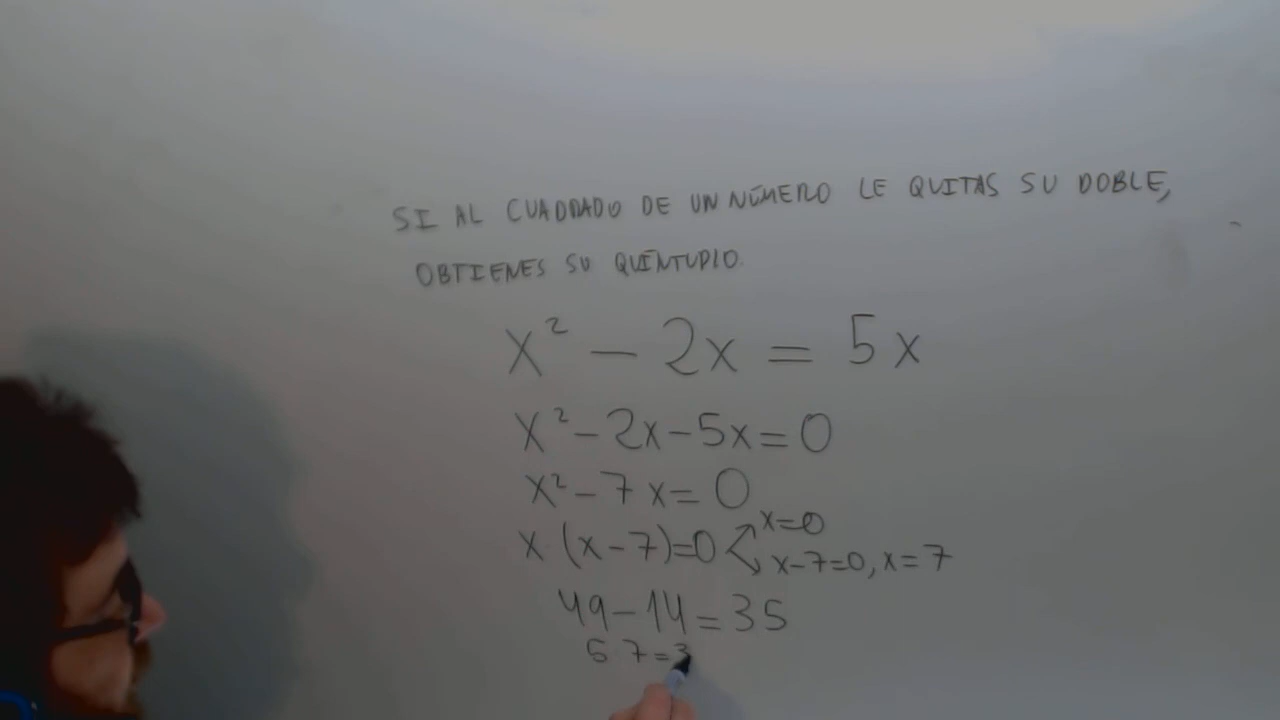 SI AL CUADRADO DE UN NÚMERO LE QUITAS SU DOBLE,
OBTIENES SU QUÍNTUPLO.
x² - 2x = 5x
x² - 2x - 5x = 0
x² - 7x = 0
x · (x - 7) = 0 x = 0
x - 7 = 0, x = 7
49 - 14 = 35
5 7 = 3